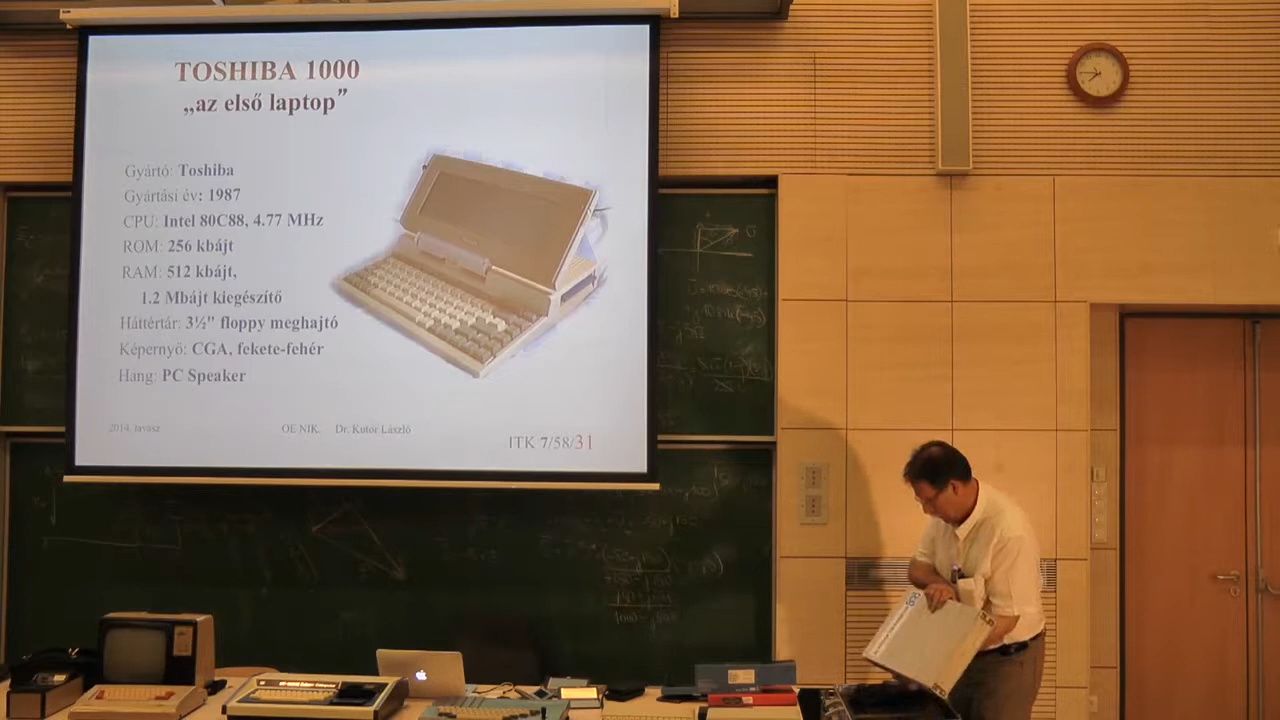 TOSHIBA 1000
„az első laptop”
Gyártó: Toshiba
Gyártási év: 1987
CPU: Intel 80C88, 4.77 MHz
ROM: 256 kbájt
RAM: 512 kbájt,
1.2 Mbájt kiegészítő
Háttértár: 3½" floppy meghajtó
Képernyő: CGA, fekete-fehér
Hang: PC Speaker
2014. tavasz
OE NIK. Dr. Kutor László
ITK 7/58/31